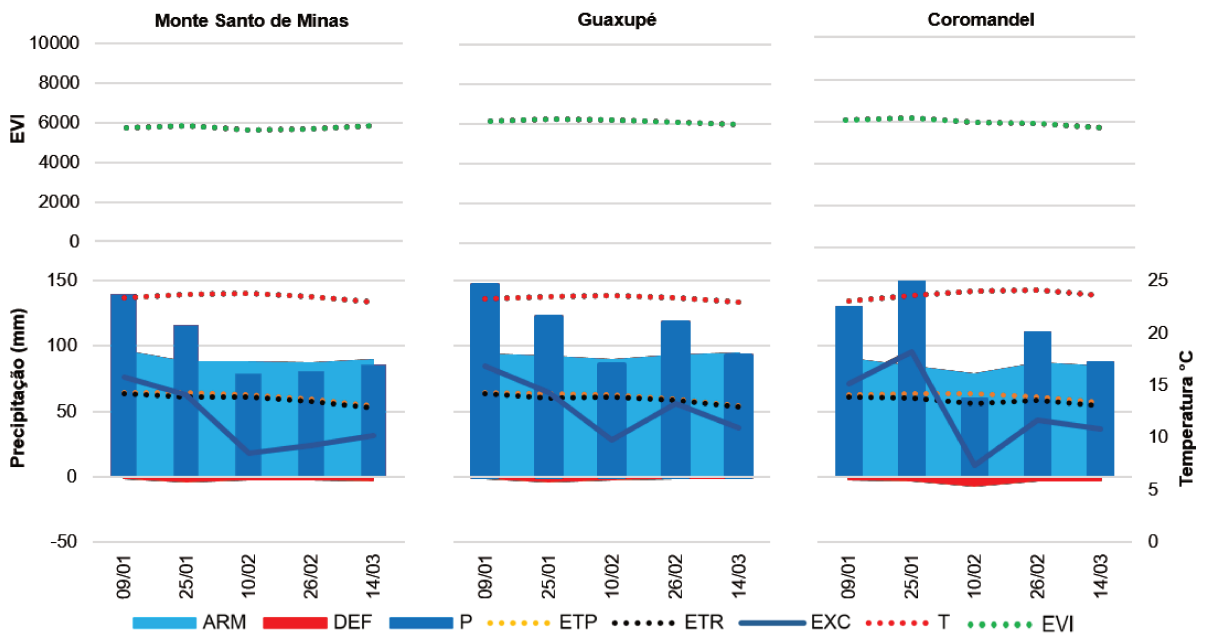 Monte Santo de Minas
Guaxupé
Coromandel
EVI
10000
8000
6000
4000
2000
0
Precipitação (mm)
150
100
50
0
-50
25
20
15
10
5
0
Temperatura °C
09/01 25/01 10/02 26/02 14/03
09/01 25/01 10/02 26/02 14/03
09/01 25/01 10/02 26/02 14/03
ARM DEF P ETP ETR EXC T EVI